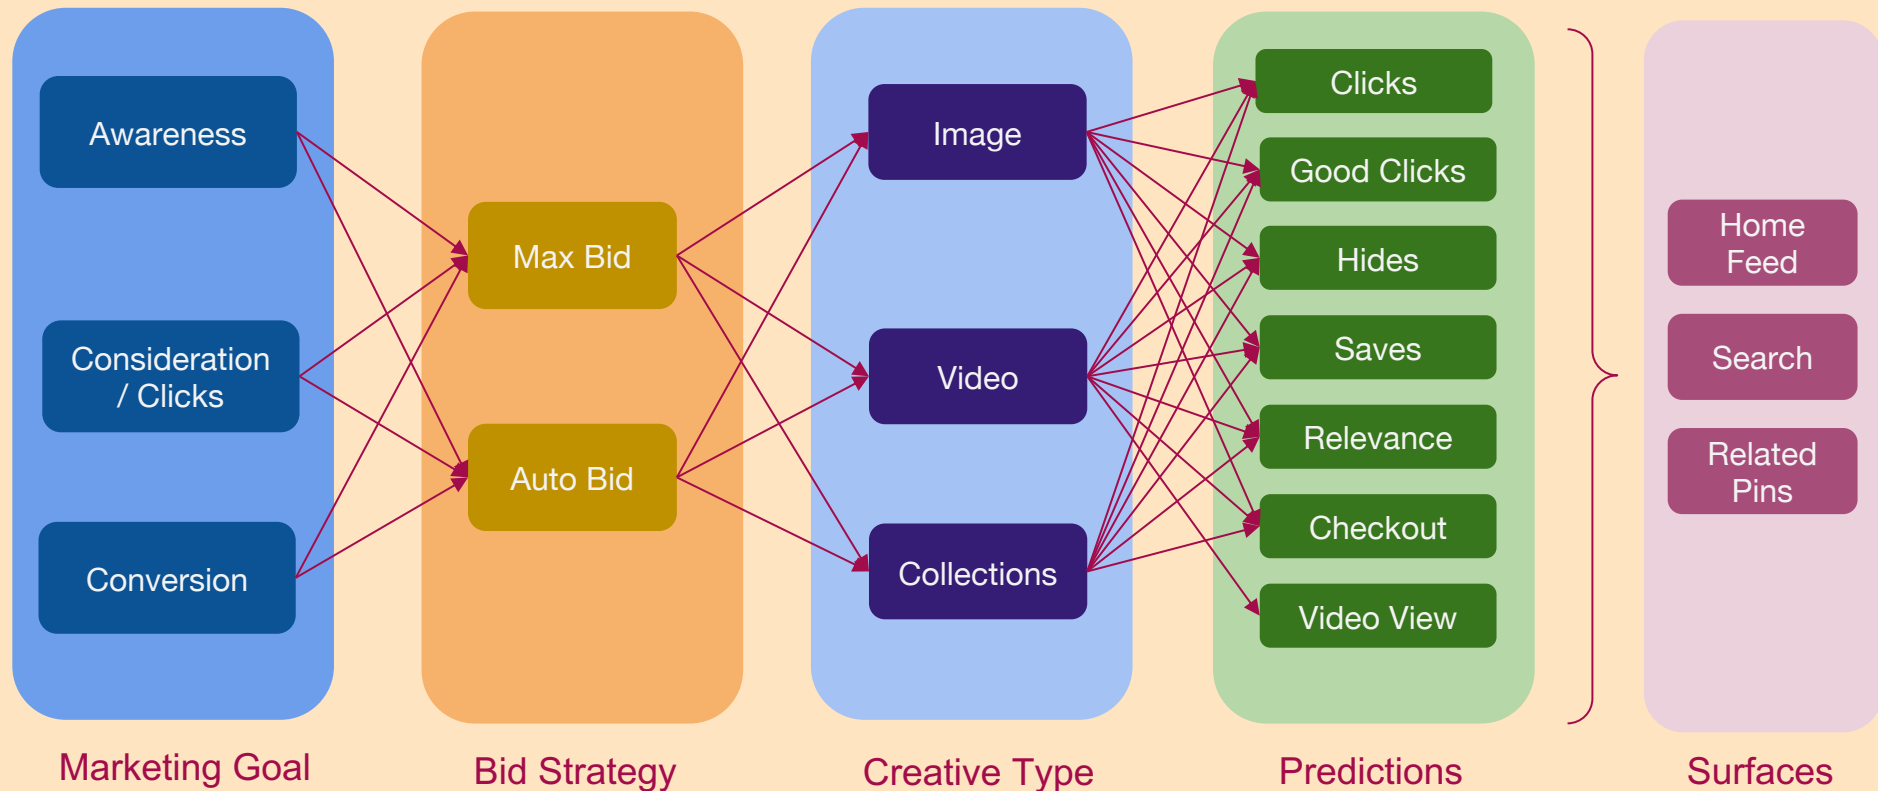 Awareness
Consideration
/ Clicks
Conversion
Marketing Goal
Max Bid
Auto Bid
Bid Strategy
Image
Video
Collections
Creative Type
Clicks
Good Clicks
Hides
Saves
Relevance
Checkout
Video View
Predictions
Home
Feed
Search
Related
Pins
Surfaces